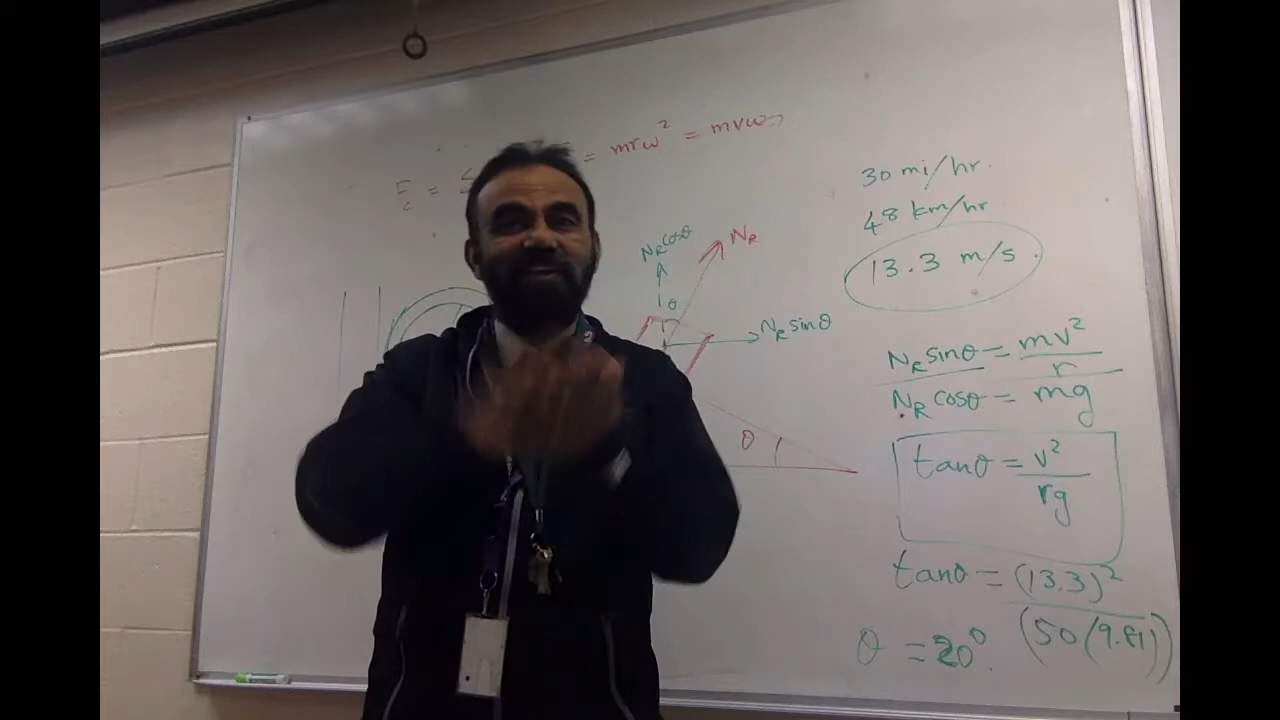 F_c = = mrω² = mvω
N_R cosθ
N_R
θ
N_R sinθ
θ
30 mi/hr.
48 km/hr
13.3 m/s.
N_R sinθ = mv²/r
N_R cosθ = mg
tanθ = v²/rg
tanθ = (13.3)²/(50(9.81))
θ = 20°.